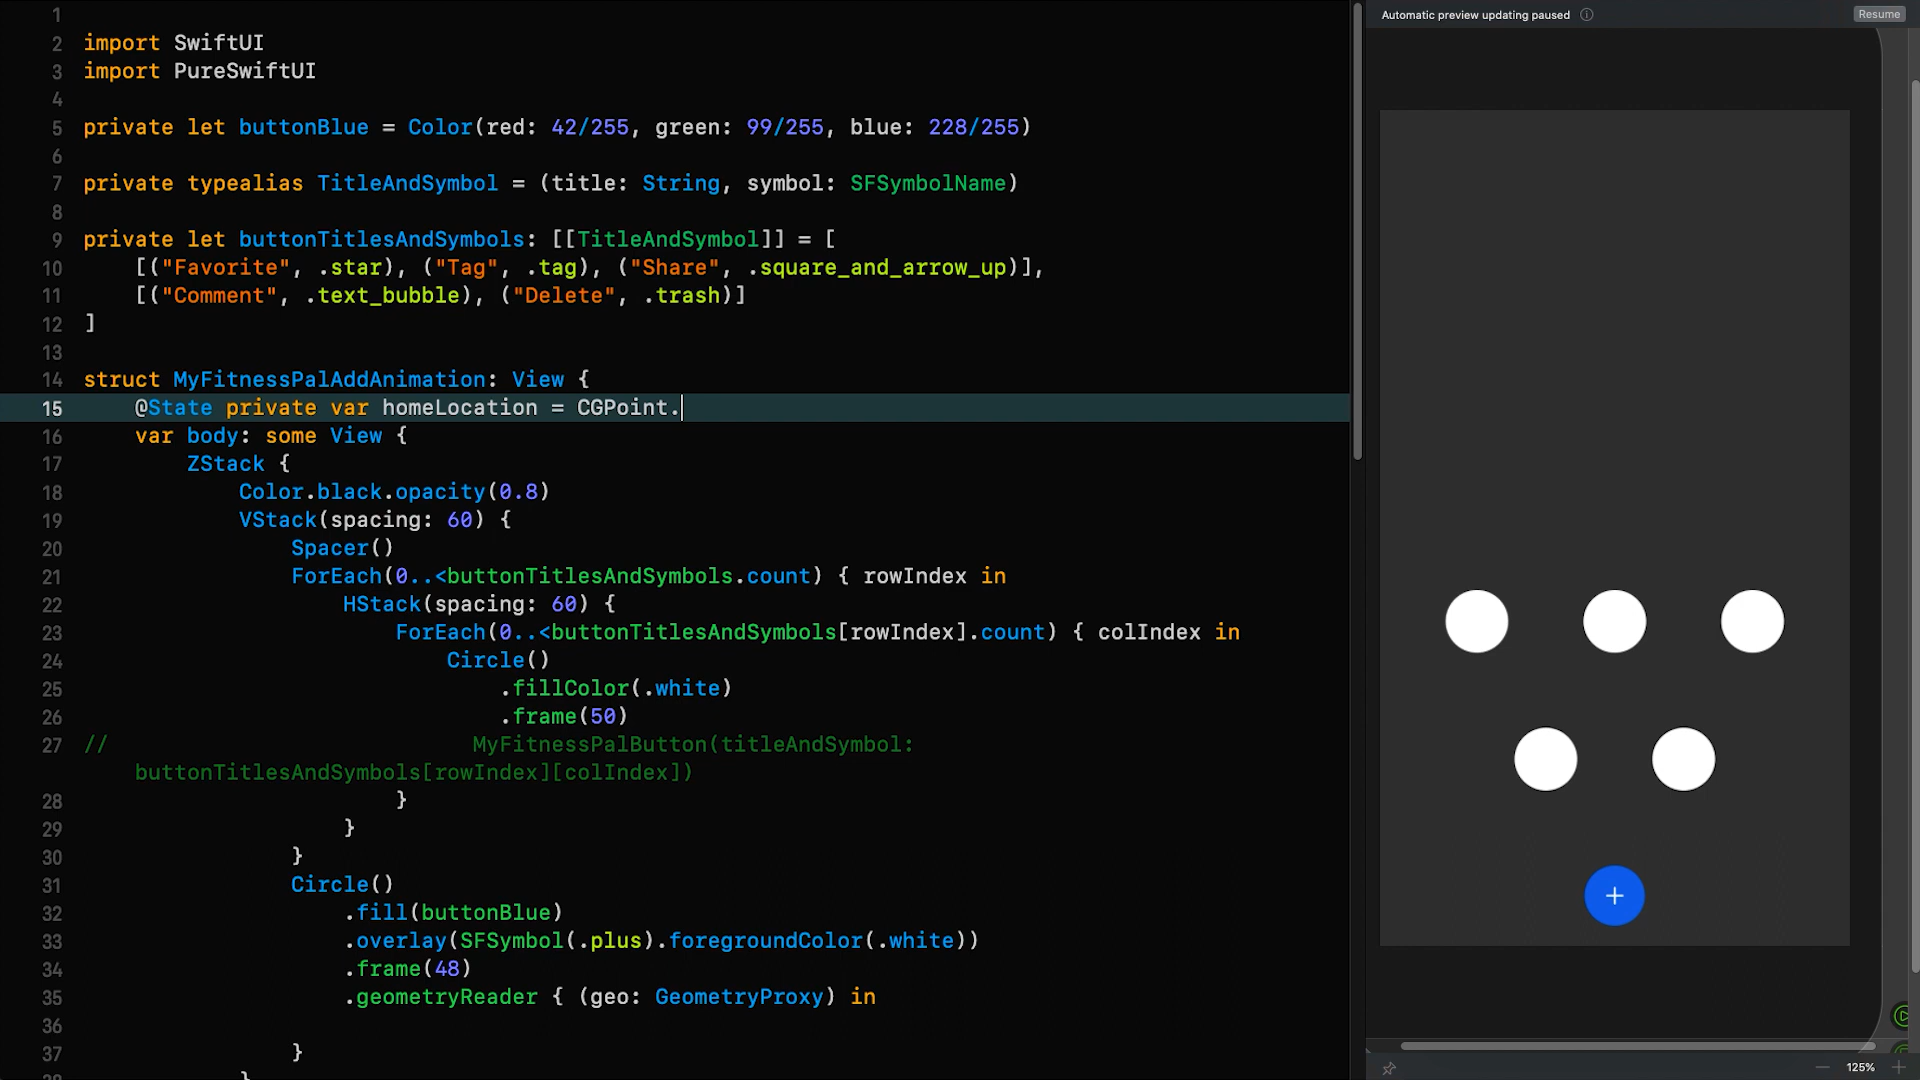 1
2 import SwiftUI
3 import PureSwiftUI
4
5 private let buttonBlue = Color(red: 42/255, green: 99/255, blue: 228/255)
6
7 private typealias TitleAndSymbol = (title: String, symbol: SFSymbolName)
8
9 private let buttonTitlesAndSymbols: [[TitleAndSymbol]] = [
10 [("Favorite", .star), ("Tag", .tag), ("Share", .square_and_arrow_up)],
11 [("Comment", .text_bubble), ("Delete", .trash)]
12 ]
13
14 struct MyFitnessPalAddAnimation: View {
15 @State private var homeLocation = CGPoint.
16 var body: some View {
17 ZStack {
18 Color.black.opacity(0.8)
19 VStack(spacing: 60) {
20 Spacer()
21 ForEach(0..<buttonTitlesAndSymbols.count) { rowIndex in
22 HStack(spacing: 60) {
23 ForEach(0..<buttonTitlesAndSymbols[rowIndex].count) { colIndex in
24 Circle()
25 .fillColor(.white)
26 .frame(50)
27 // MyFitnessPalButton(titleAndSymbol:
buttonTitlesAndSymbols[rowIndex][colIndex])
28 }
29 }
30 }
31 Circle()
32 .fill(buttonBlue)
33 .overlay(SFSymbol(.plus).foregroundColor(.white))
34 .frame(48)
35 .geometryReader { (geo: GeometryProxy) in
36
37 }
Automatic preview updating paused
Resume
125%